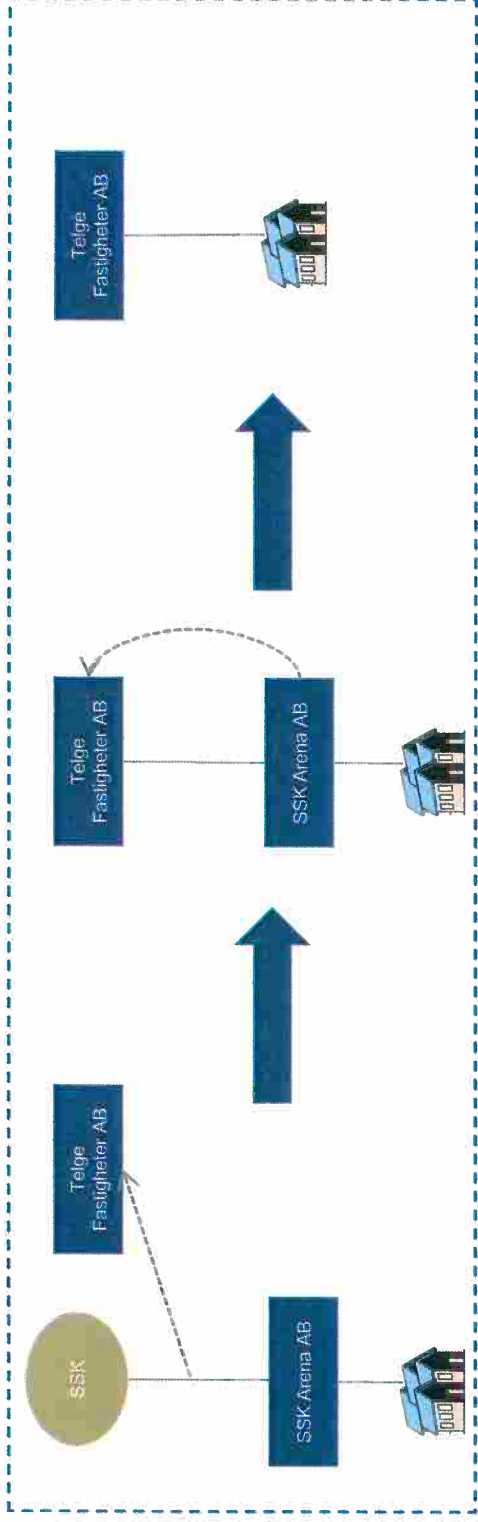 SSK
Telge
Fastigheter AB
SSK Arena AB
Telge
Fastigheter AB
SSK Arena AB
Telge
Fastigheter AB